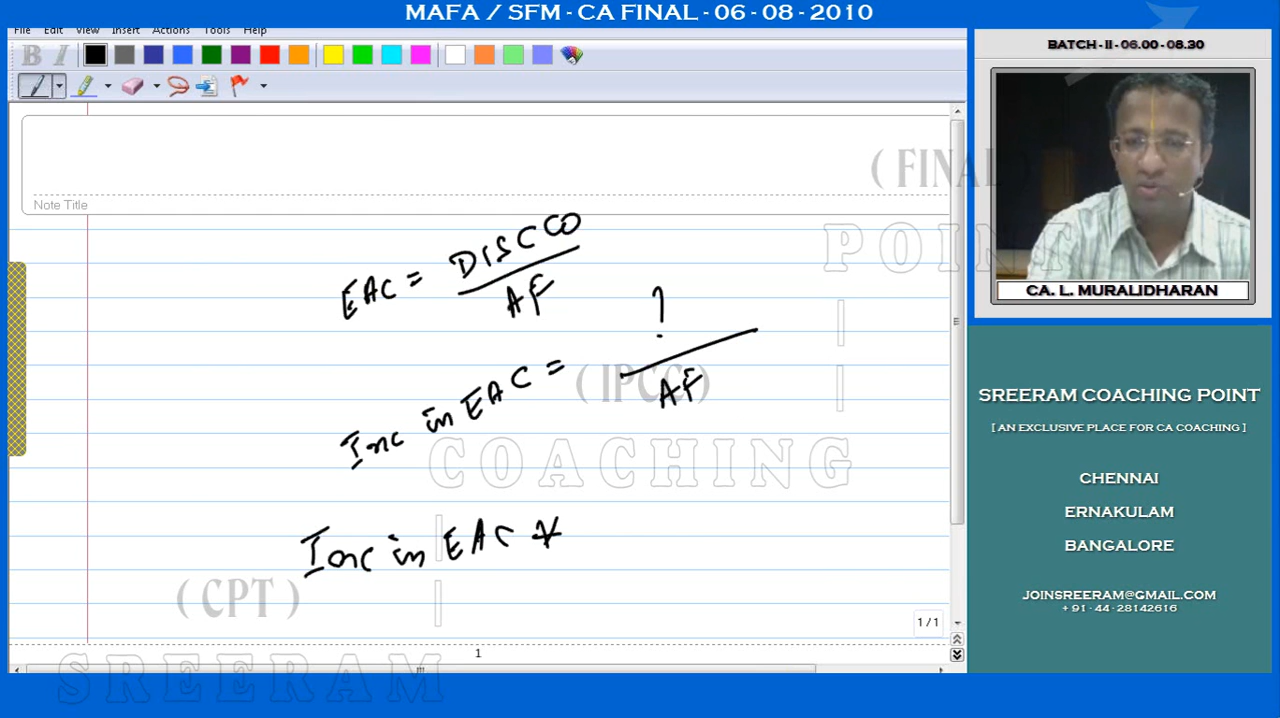 MAFA / SFM - CA FINAL - 06 - 08 - 2010
File Edit View Insert Actions Tools Help
B I
Note Title
EAC = DISCCO
AF
Inc in EAC = ?
AF
Inc in EAC *
1 / 1
1
( FINAL )
POINT
( IPCC )
COACHING
( CPT )
SREERAM
BATCH - II - 06.00 - 08.30
CA. L. MURALIDHARAN
SREERAM COACHING POINT
[ AN EXCLUSIVE PLACE FOR CA COACHING ]
CHENNAI
ERNAKULAM
BANGALORE
JOINSREERAM@GMAIL.COM
+ 91 - 44 - 28142616